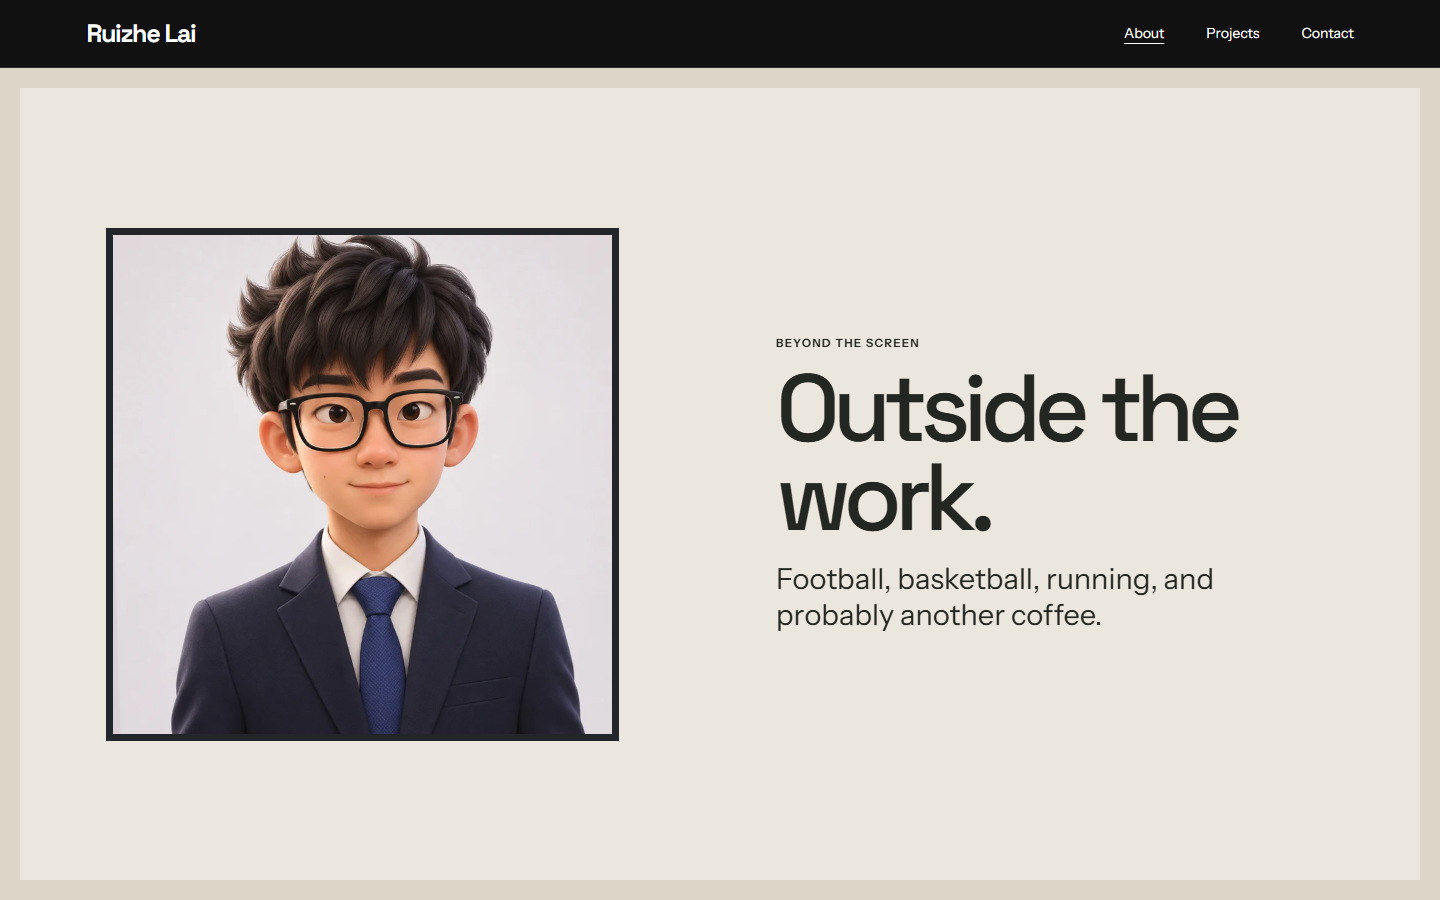 Ruizhe Lai
About
Projects
Contact
BEYOND THE SCREEN
Outside the
work.
Football, basketball, running, and
probably another coffee.